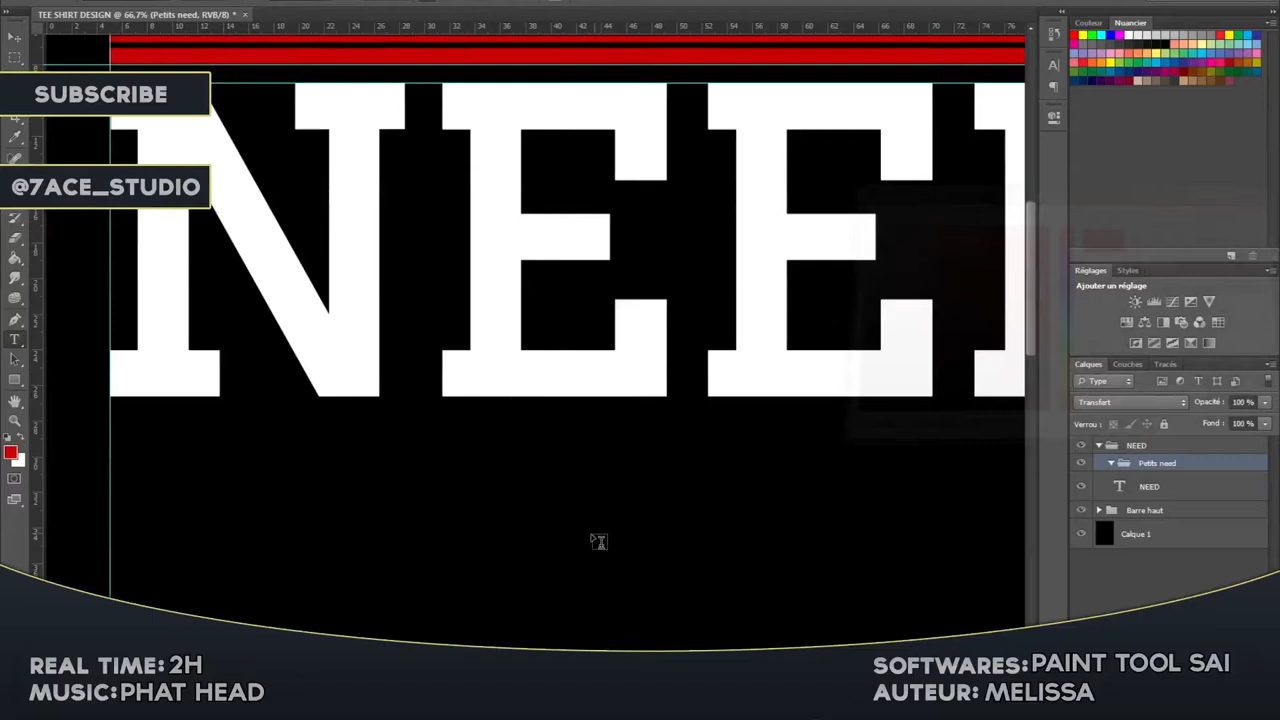 TEE SHIRT DESIGN @ 66,7% (Petits need, RVB/8) *
Couleur Nuancier
SUBSCRIBE
@7ACE_STUDIO
NEE
Réglages Styles
Ajouter un réglage
Calques Couches Tracés
Type
Transfert Opacité : 100 %
Verrou : Fond : 100 %
NEED
Petits need
T NEED
Barre haut
Calque 1
REAL TIME: 2H
MUSIC: PHAT HEAD
SOFTWARES: PAINT TOOL SAI
AUTEUR: MELISSA